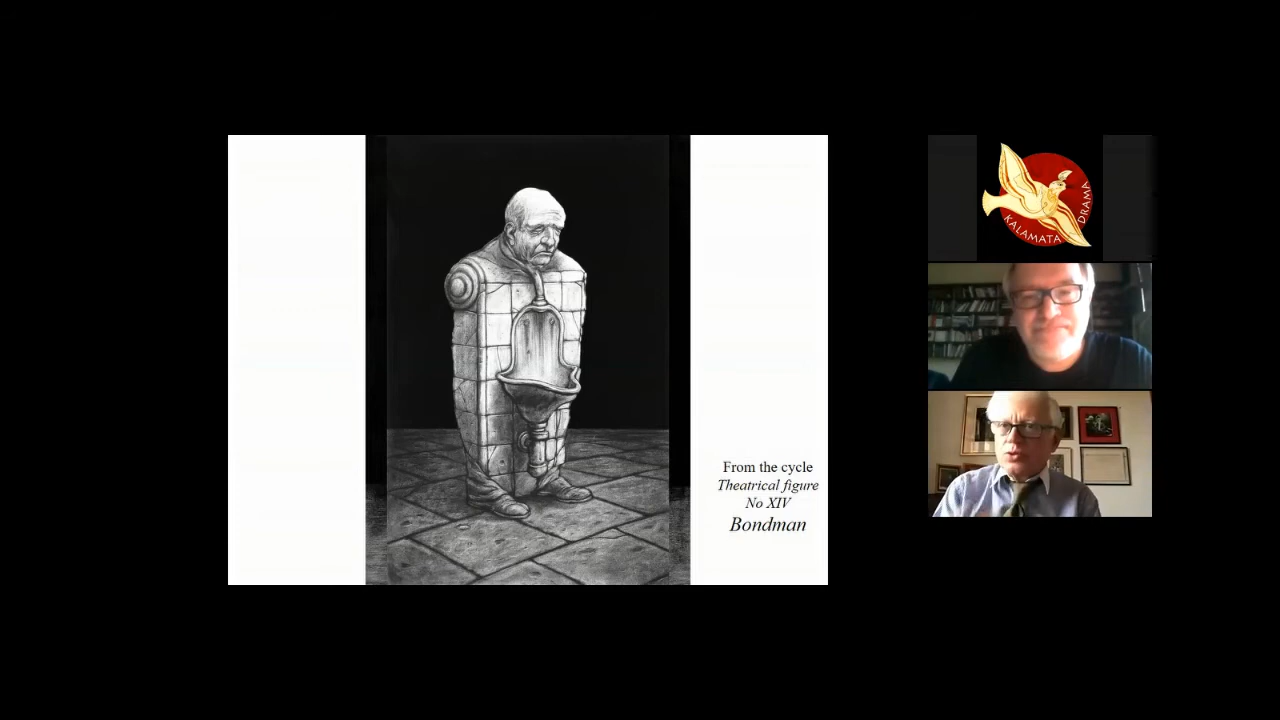 From the cycle
Theatrical figure
No XIV
Bondman
KALAMATA DRAMA